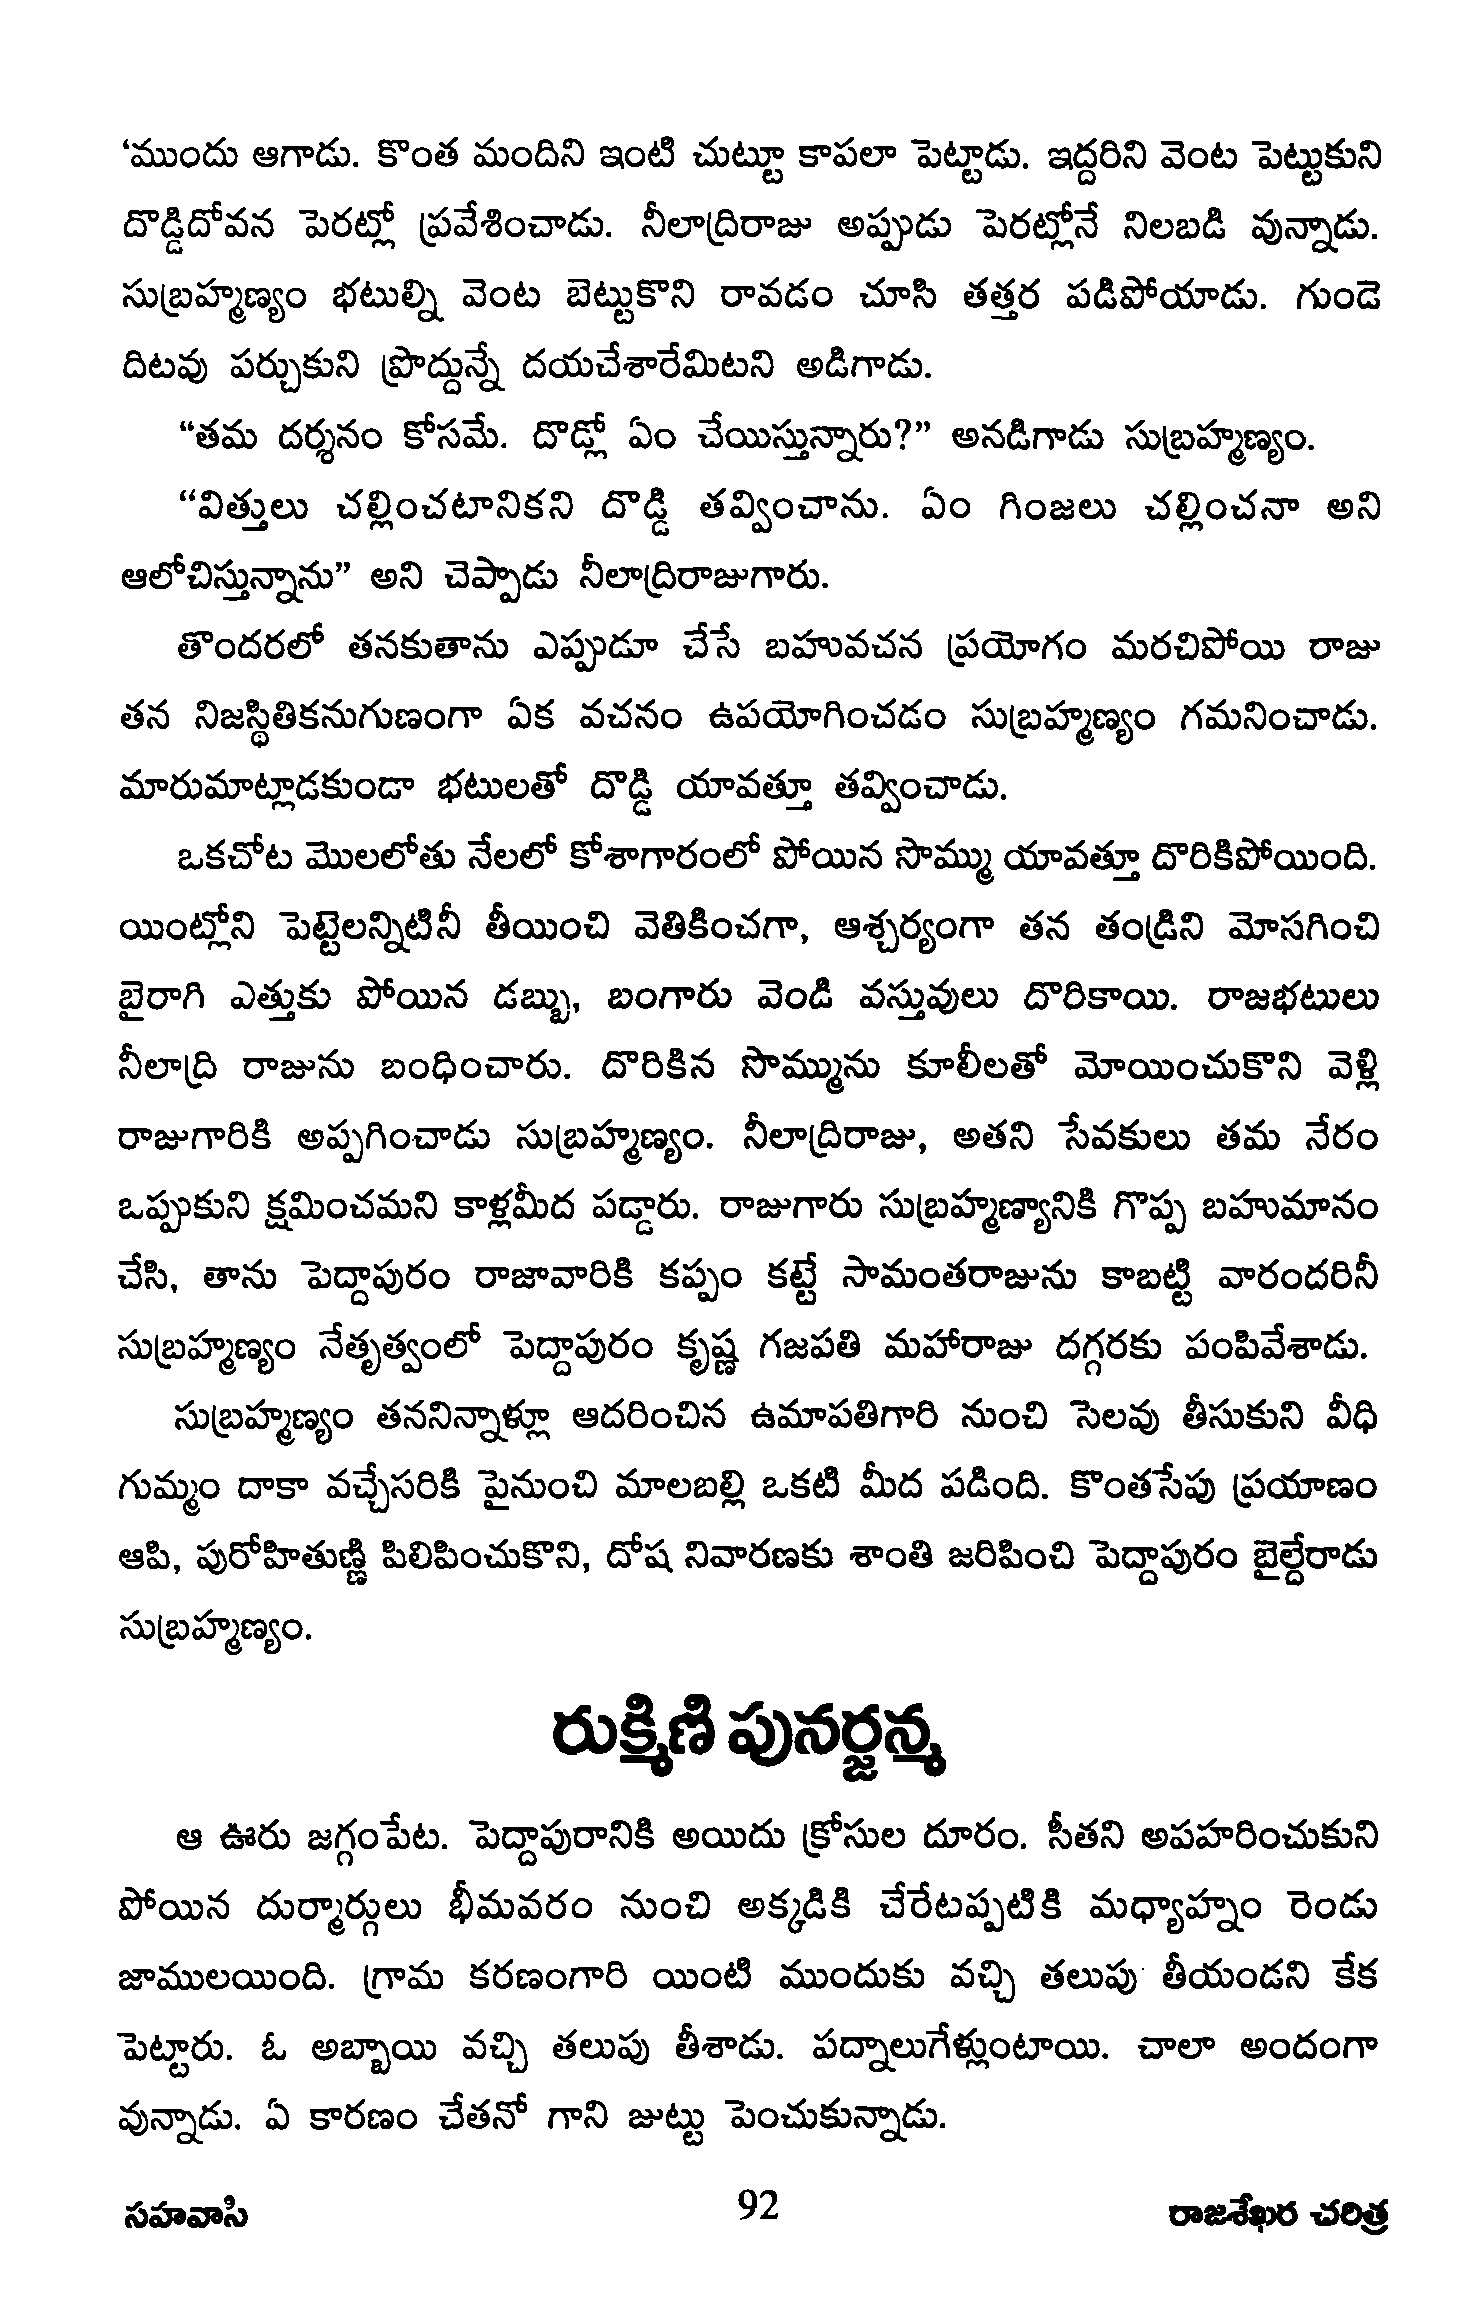 ‘ముందు ఆగాడు. కొంత మందిని ఇంటి చుట్టూ కాపలా పెట్టాడు. ఇద్దరిని వెంట పెట్టుకుని
దొడ్డిదోవన పెరట్లో ప్రవేశించాడు. నీలాద్రిరాజు అప్పుడు పెరట్లోనే నిలబడి వున్నాడు.
సుబ్రహ్మణ్యం భటుల్ని వెంట బెట్టుకొని రావడం చూసి తత్తర పడిపోయాడు. గుండె
దిటవు పర్చుకుని ప్రొద్దున్నే దయచేశారేమిటని అడిగాడు.
“తమ దర్శనం కోసమే. దొడ్లో ఏం చేయిస్తున్నారు?” అనడిగాడు సుబ్రహ్మణ్యం.
“విత్తులు చల్లించటానికని దొడ్డి తవ్వించాను. ఏం గింజలు చల్లించనా అని
ఆలోచిస్తున్నాను” అని చెప్పాడు నీలాద్రిరాజుగారు.
తొందరలో తనకుతాను ఎప్పుడూ చేసే బహువచన ప్రయోగం మరచిపోయి రాజు
తన నిజస్థితికనుగుణంగా ఏక వచనం ఉపయోగించడం సుబ్రహ్మణ్యం గమనించాడు.
మారుమాట్లాడకుండా భటులతో దొడ్డి యావత్తూ తవ్వించాడు.
ఒకచోట మొలలోతు నేలలో కోశాగారంలో పోయిన సొమ్ము యావత్తూ దొరికిపోయింది.
యింట్లోని పెట్టెలన్నిటినీ తీయించి వెతికించగా, ఆశ్చర్యంగా తన తండ్రిని మోసగించి
బైరాగి ఎత్తుకు పోయిన డబ్బు, బంగారు వెండి వస్తువులు దొరికాయి. రాజభటులు
నీలాద్రి రాజును బంధించారు. దొరికిన సొమ్మును కూలీలతో మోయించుకొని వెళ్లి
రాజుగారికి అప్పగించాడు సుబ్రహ్మణ్యం. నీలాద్రిరాజు, అతని సేవకులు తమ నేరం
ఒప్పుకుని క్షమించమని కాళ్లమీద పడ్డారు. రాజుగారు సుబ్రహ్మణ్యానికి గొప్ప బహుమానం
చేసి, తాను పెద్దాపురం రాజావారికి కప్పం కట్టే సామంతరాజును కాబట్టి వారందరినీ
సుబ్రహ్మణ్యం నేతృత్వంలో పెద్దాపురం కృష్ణ గజపతి మహారాజు దగ్గరకు పంపివేశాడు.
సుబ్రహ్మణ్యం తననిన్నాళ్లూ ఆదరించిన ఉమాపతిగారి నుంచి సెలవు తీసుకుని వీధి
గుమ్మం దాకా వచ్చేసరికి పైనుంచి మాలబల్లి ఒకటి మీద పడింది. కొంతసేపు ప్రయాణం
ఆపి, పురోహితుణ్ణి పిలిపించుకొని, దోష నివారణకు శాంతి జరిపించి పెద్దాపురం బైల్దేరాడు
సుబ్రహ్మణ్యం.
రుక్మిణి పునర్జన్మ
ఆ ఊరు జగ్గంపేట. పెద్దాపురానికి అయిదు క్రోసుల దూరం. సీతని అపహరించుకుని
పోయిన దుర్మార్గులు భీమవరం నుంచి అక్కడికి చేరేటప్పటికి మధ్యాహ్నం రెండు
జాములయింది. గ్రామ కరణంగారి యింటి ముందుకు వచ్చి తలుపు తీయండని కేక
పెట్టారు. ఓ అబ్బాయి వచ్చి తలుపు తీశాడు. పద్నాలుగేళ్లుంటాయి. చాలా అందంగా
వున్నాడు. ఏ కారణం చేతనో గాని జుట్టు పెంచుకున్నాడు.
సహవాసి 92 రాజశేఖర చరిత్ర